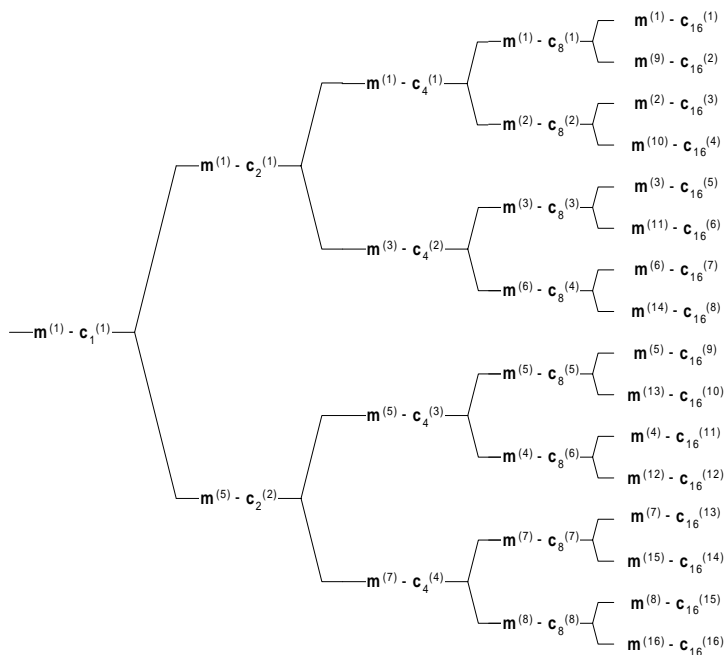 m⁽¹⁾ - c₁⁽¹⁾
m⁽¹⁾ - c₂⁽¹⁾
m⁽⁵⁾ - c₂⁽²⁾
m⁽¹⁾ - c₄⁽¹⁾
m⁽³⁾ - c₄⁽²⁾
m⁽⁵⁾ - c₄⁽³⁾
m⁽⁷⁾ - c₄⁽⁴⁾
m⁽¹⁾ - c₈⁽¹⁾
m⁽²⁾ - c₈⁽²⁾
m⁽³⁾ - c₈⁽³⁾
m⁽⁶⁾ - c₈⁽⁴⁾
m⁽⁵⁾ - c₈⁽⁵⁾
m⁽⁴⁾ - c₈⁽⁶⁾
m⁽⁷⁾ - c₈⁽⁷⁾
m⁽⁸⁾ - c₈⁽⁸⁾
m⁽¹⁾ - c₁₆⁽¹⁾
m⁽⁹⁾ - c₁₆⁽²⁾
m⁽²⁾ - c₁₆⁽³⁾
m⁽¹⁰⁾ - c₁₆⁽⁴⁾
m⁽³⁾ - c₁₆⁽⁵⁾
m⁽¹¹⁾ - c₁₆⁽⁶⁾
m⁽⁶⁾ - c₁₆⁽⁷⁾
m⁽¹⁴⁾ - c₁₆⁽⁸⁾
m⁽⁵⁾ - c₁₆⁽⁹⁾
m⁽¹³⁾ - c₁₆⁽¹⁰⁾
m⁽⁴⁾ - c₁₆⁽¹¹⁾
m⁽¹²⁾ - c₁₆⁽¹²⁾
m⁽⁷⁾ - c₁₆⁽¹³⁾
m⁽¹⁵⁾ - c₁₆⁽¹⁴⁾
m⁽⁸⁾ - c₁₆⁽¹⁵⁾
m⁽¹⁶⁾ - c₁₆⁽¹⁶⁾